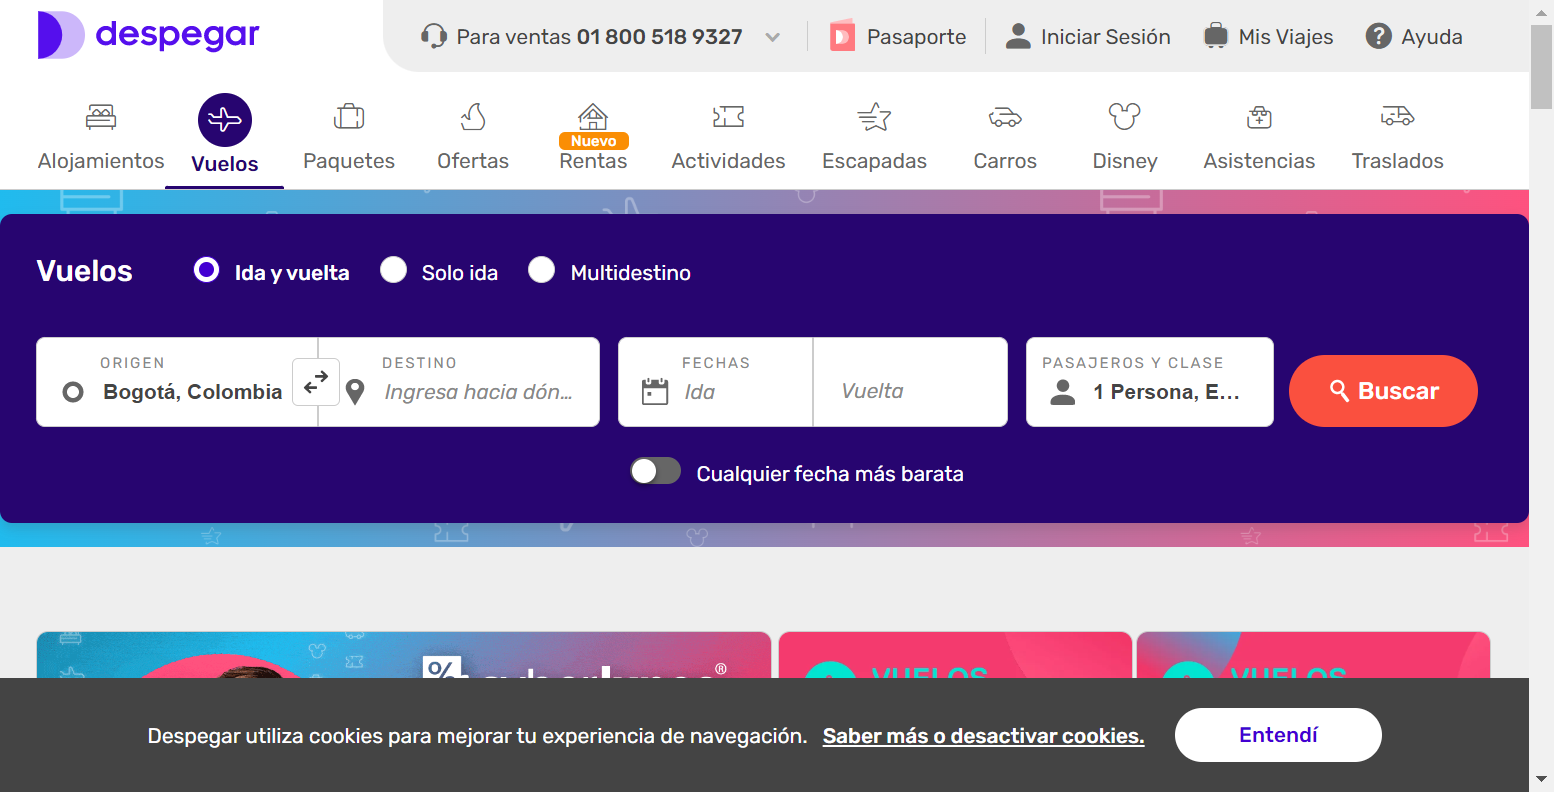 despegar
Para ventas 01 800 518 9327
Pasaporte
Iniciar Sesión
Mis Viajes
? Ayuda
Alojamientos
Vuelos
Paquetes
Ofertas
Nuevo
Rentas
Actividades
Escapadas
Carros
Disney
Asistencias
Traslados
Vuelos
Ida y vuelta
Solo ida
Multidestino
ORIGEN
Bogotá, Colombia
DESTINO
Ingresa hacia dón...
FECHAS
Ida
Vuelta
PASAJEROS Y CLASE
1 Persona, E...
Buscar
Cualquier fecha más barata
%
®
VUELOS
VUELOS
Despegar utiliza cookies para mejorar tu experiencia de navegación. Saber más o desactivar cookies.
Entendí